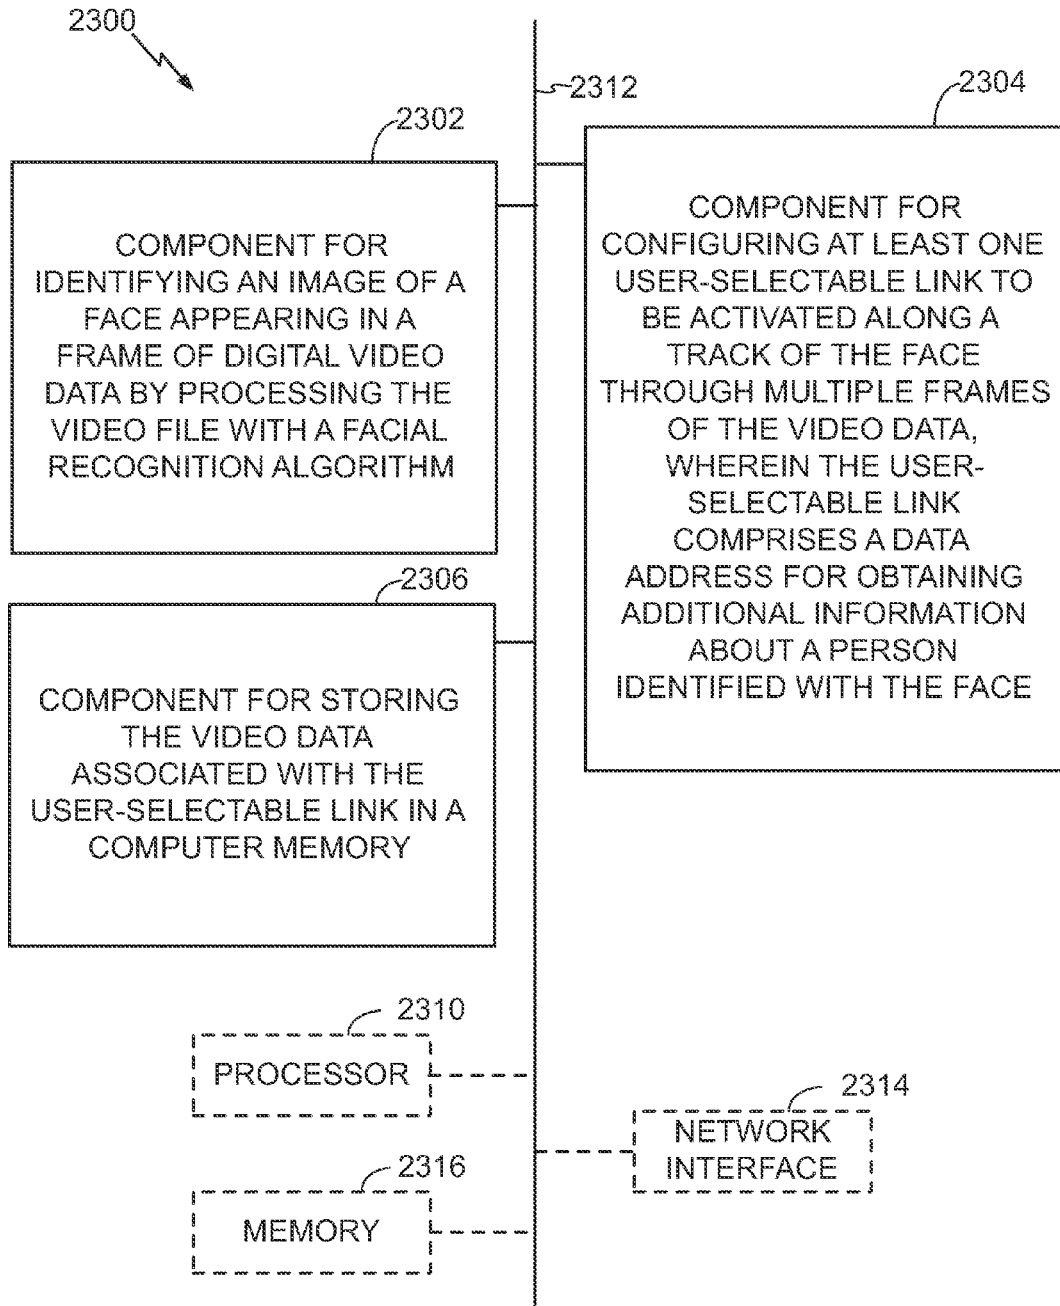 2300
2312
2304
2302
COMPONENT FOR
IDENTIFYING AN IMAGE OF A
FACE APPEARING IN A
FRAME OF DIGITAL VIDEO
DATA BY PROCESSING THE
VIDEO FILE WITH A FACIAL
RECOGNITION ALGORITHM
COMPONENT FOR
CONFIGURING AT LEAST ONE
USER-SELECTABLE LINK TO
BE ACTIVATED ALONG A
TRACK OF THE FACE
THROUGH MULTIPLE FRAMES
OF THE VIDEO DATA,
WHEREIN THE USER-
SELECTABLE LINK
COMPRISES A DATA
ADDRESS FOR OBTAINING
ADDITIONAL INFORMATION
ABOUT A PERSON
IDENTIFIED WITH THE FACE
2306
COMPONENT FOR STORING
THE VIDEO DATA
ASSOCIATED WITH THE
USER-SELECTABLE LINK IN A
COMPUTER MEMORY
2310
PROCESSOR
2314
NETWORK
INTERFACE
2316
MEMORY